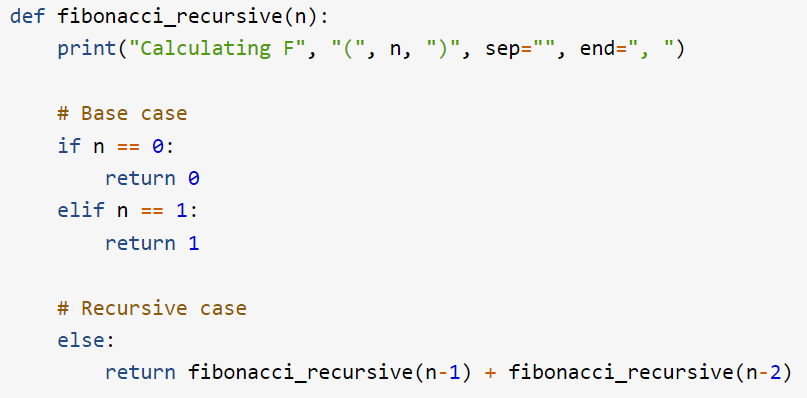 def fibonacci_recursive(n):
    print("Calculating F", "(", n, ")", sep="", end=", ")
    # Base case
    if n == 0:
        return 0
    elif n == 1:
        return 1
    # Recursive case
    else:
        return fibonacci_recursive(n-1) + fibonacci_recursive(n-2)